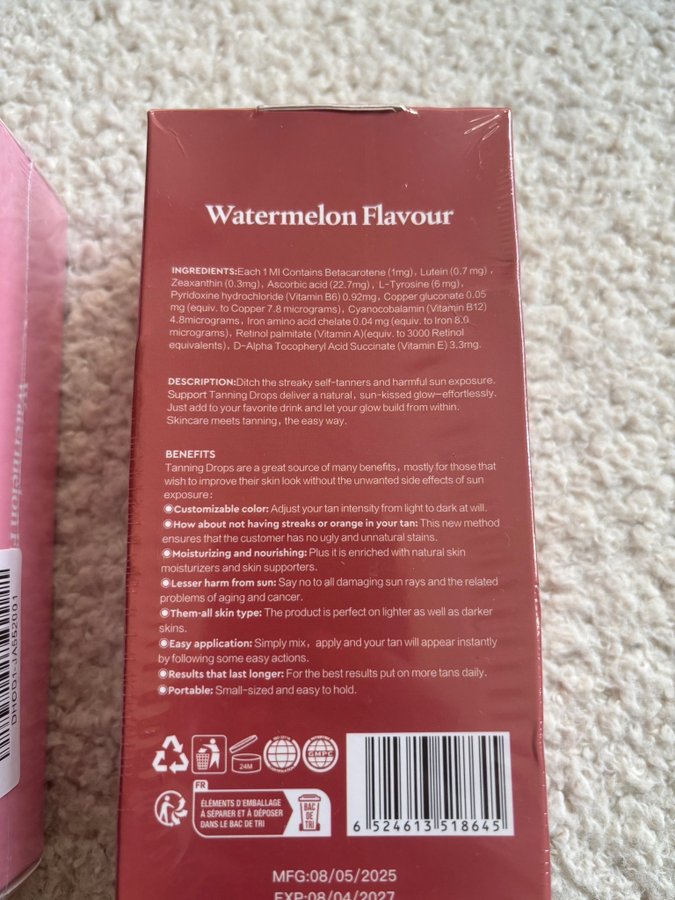 Watermelon Flavour
INGREDIENTS:Each 1 Ml Contains Betacarotene (1mg), Lutein (0.7 mg),
Zeaxanthin (0.3mg), Ascorbic acid (22.7mg), L-Tyrosine (6 mg),
Pyridoxine hydrochloride (Vitamin B6) 0.92mg, Copper gluconate 0.05
mg (equiv. to Copper 7.8 micrograms), Cyanocobalamin (Vitamin B12)
4.8micrograms, Iron amino acid chelate 0.04 mg (equiv. to Iron 8.0
micrograms), Retinol palmitate (Vitamin A)(equiv. to 3000 Retinol
equivalents), D-Alpha Tocopheryl Acid Succinate (Vitamin E) 3.3mg.
DESCRIPTION:Ditch the streaky self-tanners and harmful sun exposure.
Support Tanning Drops deliver a natural, sun-kissed glow—effortlessly.
Just add to your favorite drink and let your glow build from within.
Skincare meets tanning, the easy way.
BENEFITS
Tanning Drops are a great source of many benefits, mostly for those that
wish to improve their skin look without the unwanted side effects of sun
exposure:
◉Customizable color: Adjust your tan intensity from light to dark at will.
◉How about not having streaks or orange in your tan: This new method
ensures that the customer has no ugly and unnatural stains.
◉Moisturizing and nourishing: Plus it is enriched with natural skin
moisturizers and skin supporters.
◉Lesser harm from sun: Say no to all damaging sun rays and the related
problems of aging and cancer.
◉Them-all skin type: The product is perfect on lighter as well as darker
skins.
◉Easy application: Simply mix, apply and your tan will appear instantly
by following some easy actions.
◉Results that last longer: For the best results put on more tans daily.
◉Portable: Small-sized and easy to hold.
24M
GMPC
FR
ÉLÉMENTS D'EMBALLAGE
À SÉPARER ET À DÉPOSER
DANS LE BAC DE TRI
BAC
DE
TRI
6 524613 518645
MFG:08/05/2025
EXP:08/04/2027
Watermelon